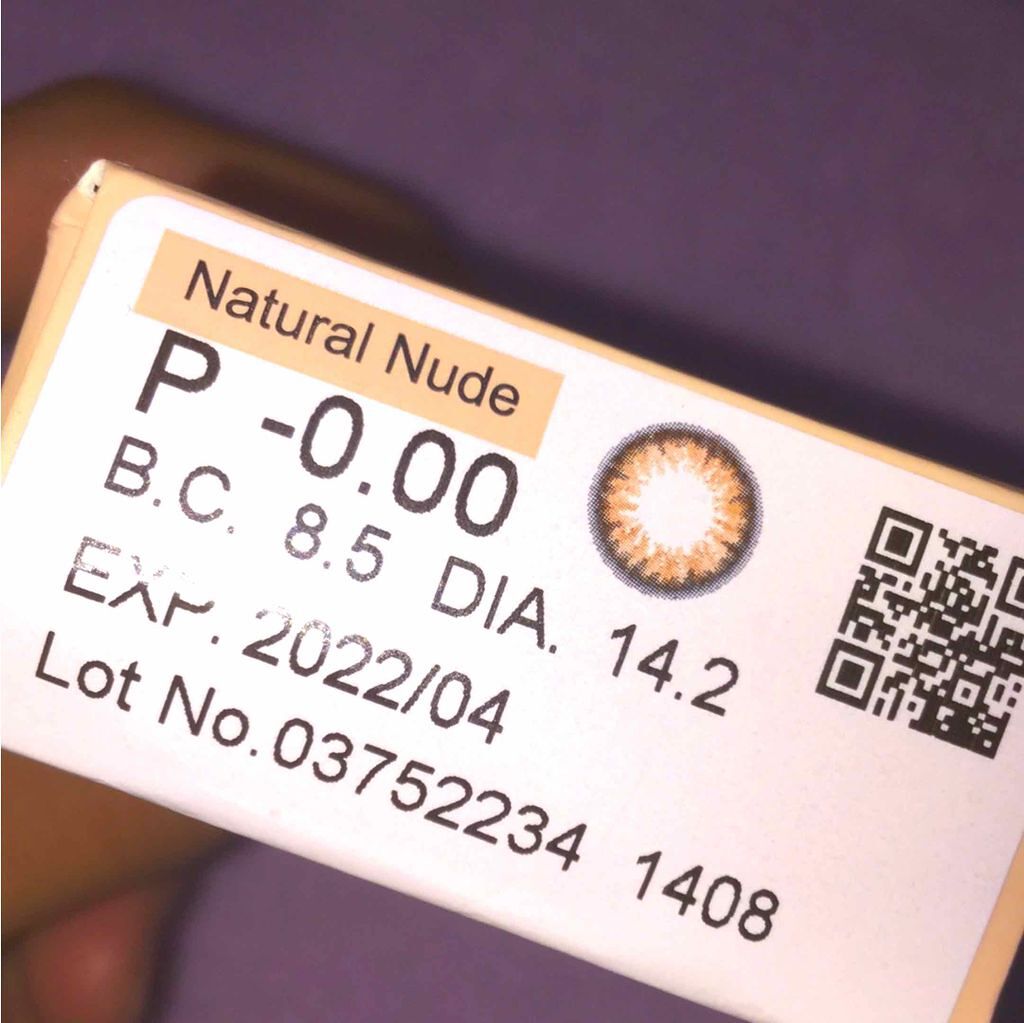 Natural Nude
P -0.00
B.C. 8.5 DIA. 14.2
EXP. 2022/04
Lot No.03752234 1408